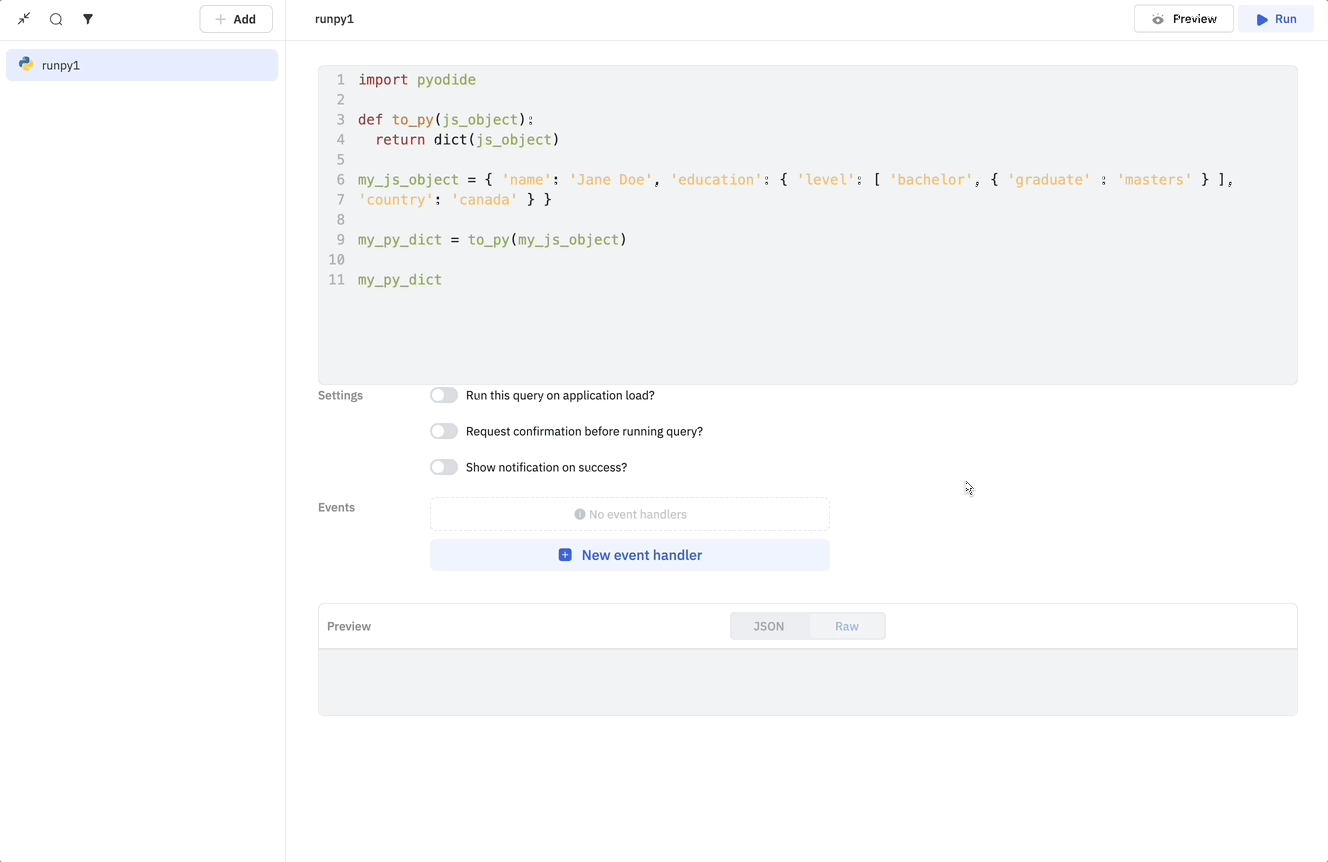 Add
runpy1
Preview
Run
runpy1
1 import pyodide
2
3 def to_py(js_object):
4   return dict(js_object)
5
6 my_js_object = { 'name': 'Jane Doe', 'education': { 'level': [ 'bachelor', { 'graduate' : 'masters' } ],
7 'country': 'canada' } }
8
9 my_py_dict = to_py(my_js_object)
10
11 my_py_dict
Settings
Run this query on application load?
Request confirmation before running query?
Show notification on success?
Events
No event handlers
New event handler
Preview
JSON
Raw